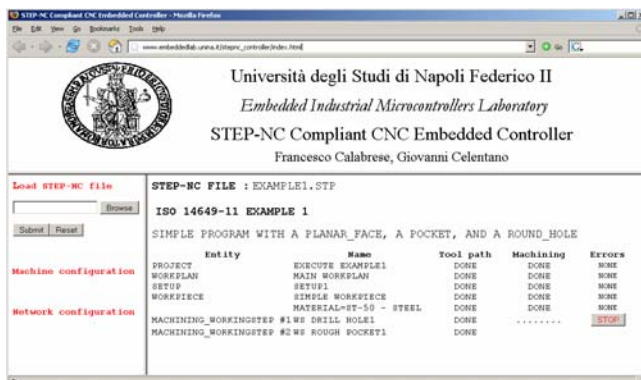 STEP-NC Compliant CNC Embedded Controller - Mozilla Firefox
File Edit View Go Bookmarks Tools Help
www.embeddedlab.unina.it/stepnc_controller/index.html
Università degli Studi di Napoli Federico II
Embedded Industrial Microcontrollers Laboratory
STEP-NC Compliant CNC Embedded Controller
Francesco Calabrese, Giovanni Celentano
Load STEP-NC file
Browse
Submit Reset
Machine configuration
Network configuration
STEP-NC FILE : EXAMPLE1.STP
ISO 14649-11 EXAMPLE 1
SIMPLE PROGRAM WITH A PLANAR_FACE, A POCKET, AND A ROUND_HOLE
Entity Name Tool path Machining Errors
PROJECT EXECUTE EXAMPLE1 DONE DONE NONE
WORKPLAN MAIN WORKPLAN DONE DONE NONE
SETUP SETUP1 DONE DONE NONE
WORKPIECE SIMPLE WORKPIECE DONE DONE NONE
MATERIAL=ST-50 - STEEL DONE DONE NONE
MACHINING_WORKINGSTEP #1 WS DRILL HOLE1 DONE ........ STOP
MACHINING_WORKINGSTEP #2 WS ROUGH POCKET1 DONE